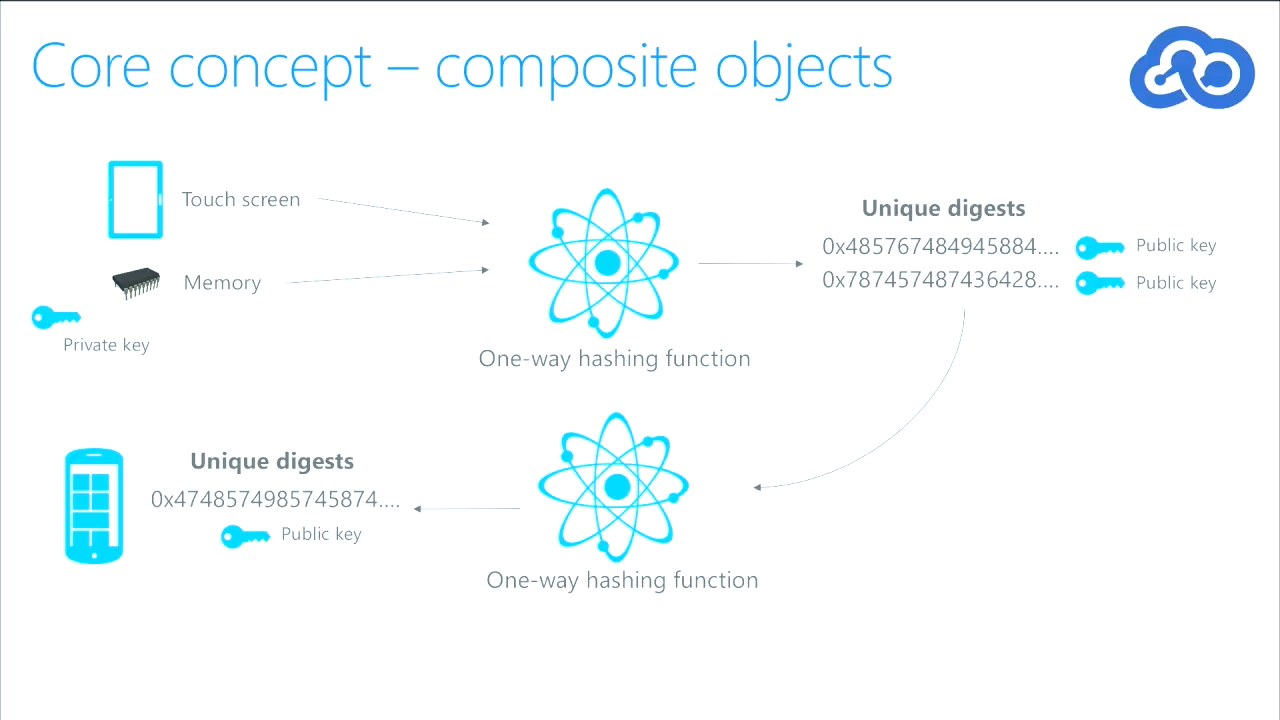 Core concept – composite objects
Touch screen
Memory
Private key
One-way hashing function
Unique digests
0x485767484945884....
Public key
0x787457487436428....
Public key
Unique digests
0x4748574985745874....
Public key
One-way hashing function